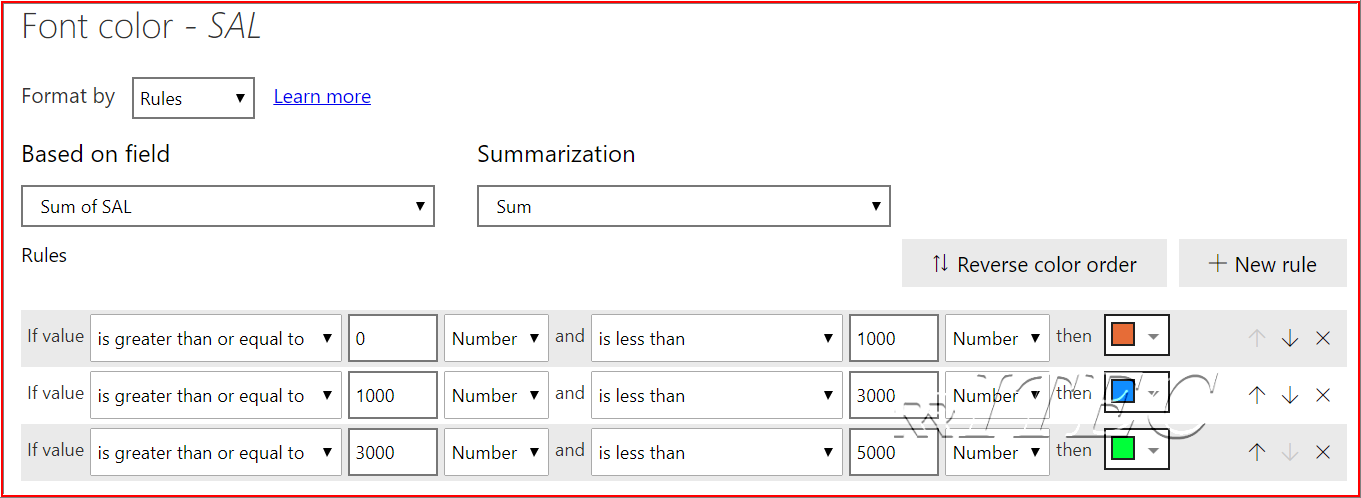 Font color - SAL
Format by Rules Learn more
Based on field Summarization
Sum of SAL Sum
Rules Reverse color order New rule
If value is greater than or equal to 0 Number and is less than 1000 Number then
If value is greater than or equal to 1000 Number and is less than 3000 Number then
If value is greater than or equal to 3000 Number and is less than 5000 Number then